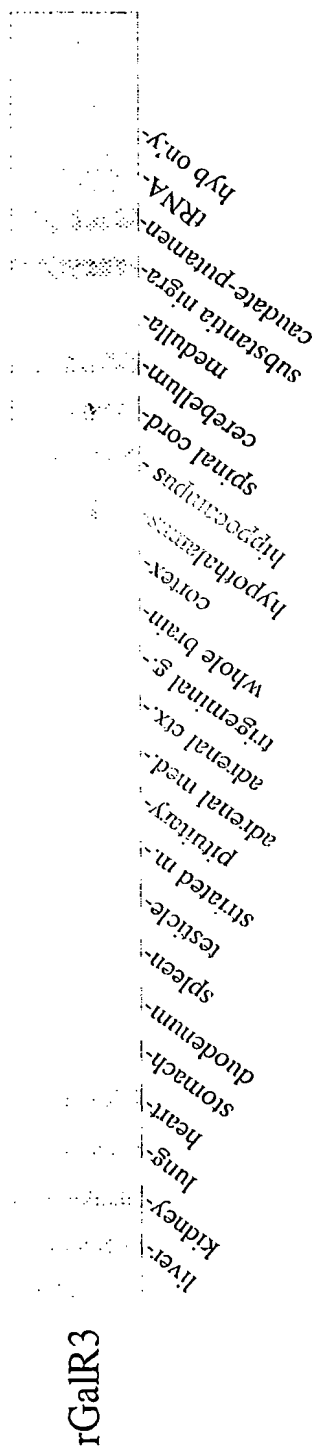 rGalR3
liver-
kidney-
lung-
heart-
stomach-
duodenum-
spleen-
testicle-
striated m.-
pituitary-
adrenal med.-
adrenal ctx.-
trigeminal g.-
whole brain-
cortex-
hypothalamus-
hippocampus-
spinal cord-
cerebellum-
medulla-
substantia nigra-
caudate-putamen-
tRNA-
hyb only-